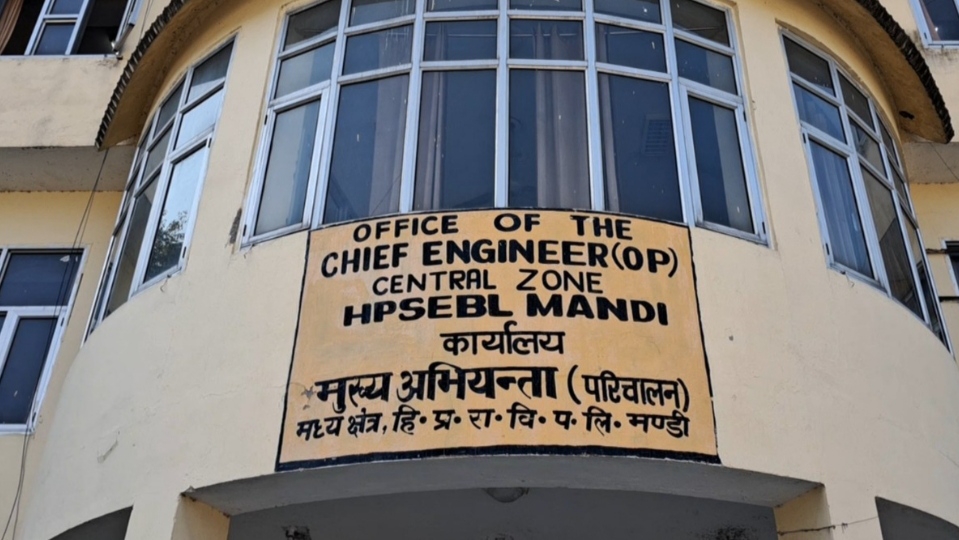 OFFICE OF THE
CHIEF ENGINEER(OP)
CENTRAL ZONE
HPSEBL MANDI
कार्यालय
मुख्य अभियन्ता (परिचालन)
मध्य क्षेत्र, हि॰ प्र॰ रा॰ वि॰ प॰ लि॰ मण्डी